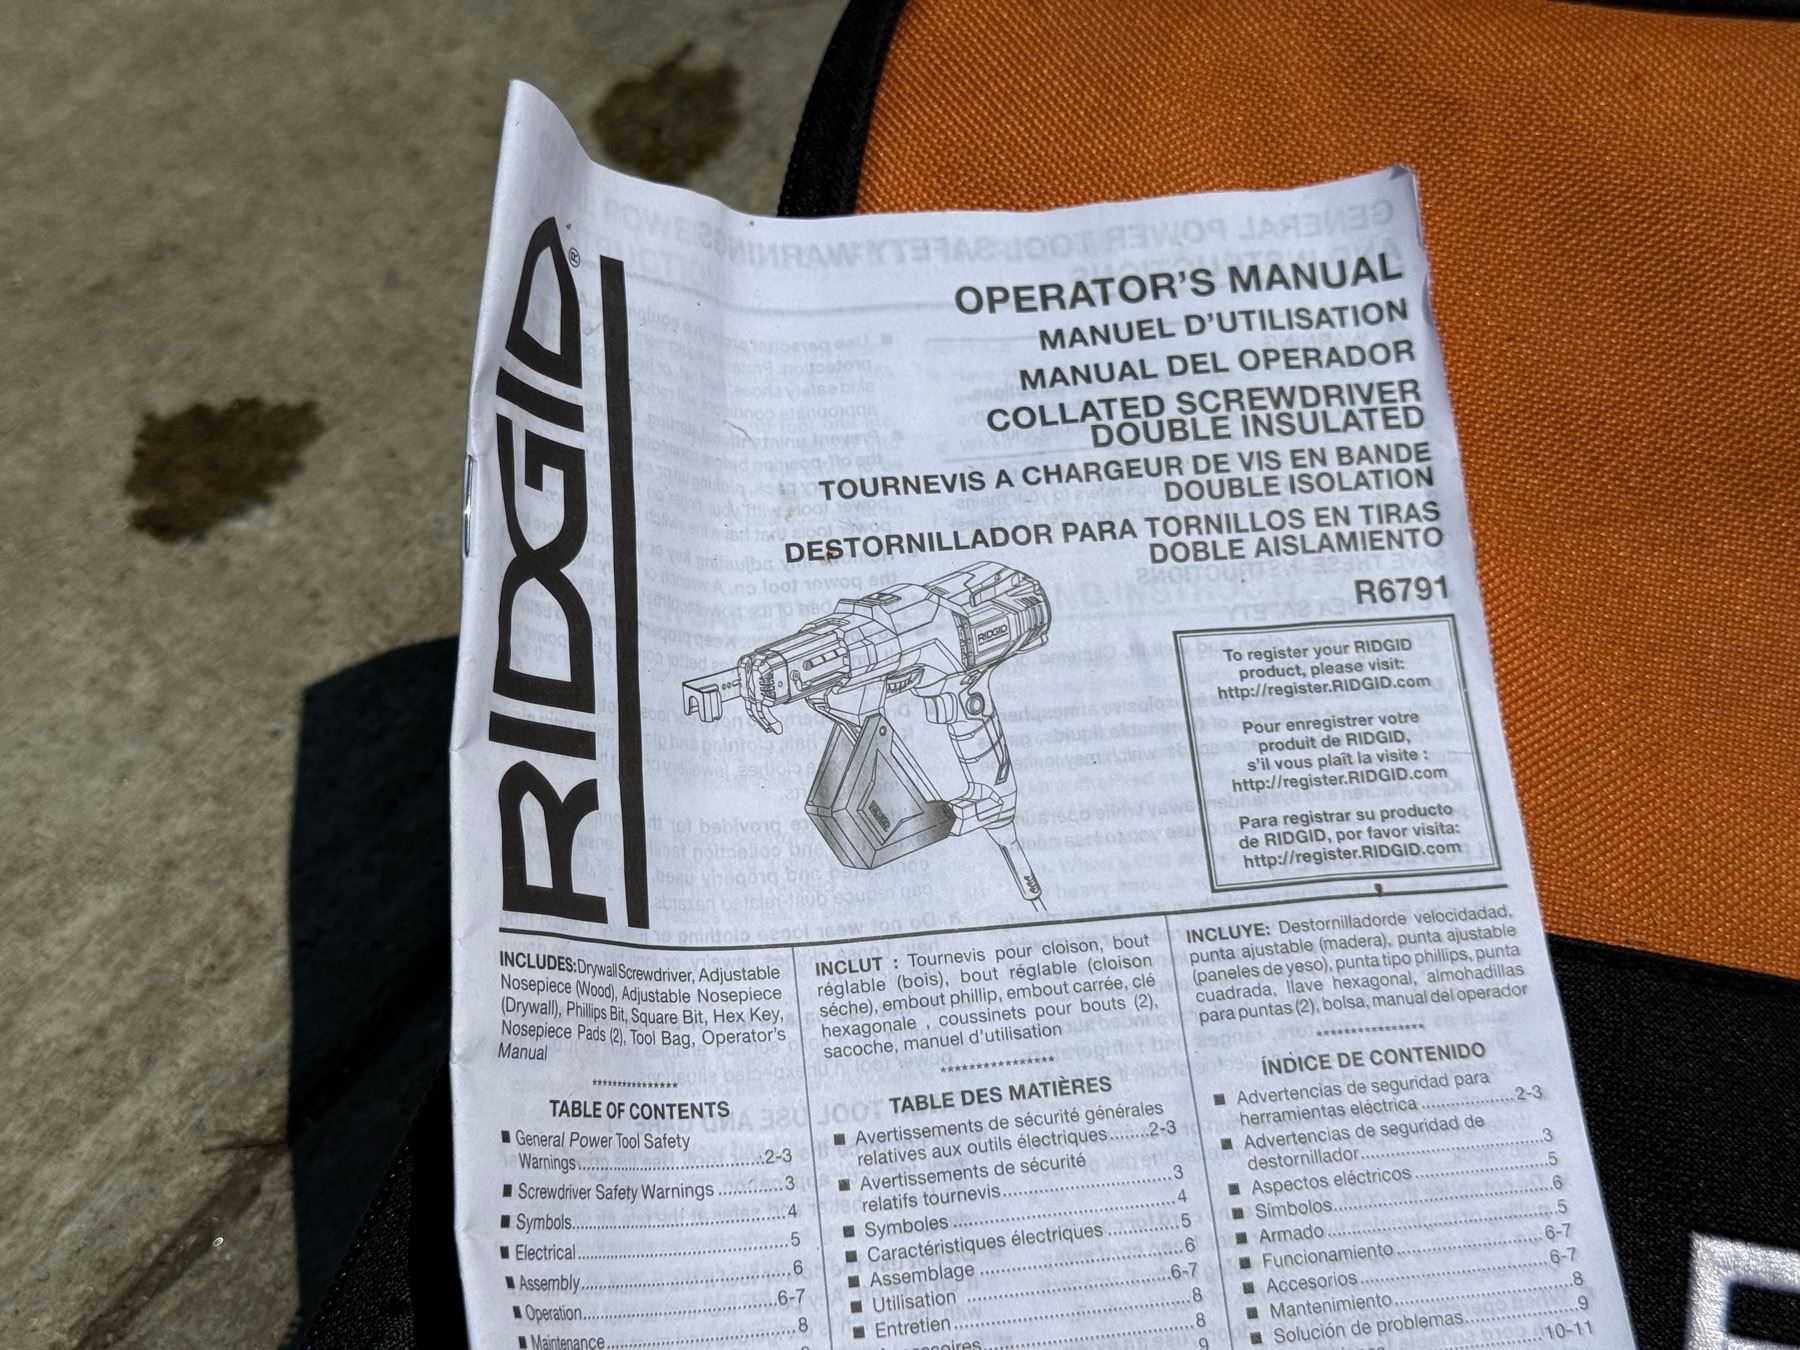 RIDGID®
OPERATOR'S MANUAL
MANUEL D'UTILISATION
MANUAL DEL OPERADOR
COLLATED SCREWDRIVER
DOUBLE INSULATED
TOURNEVIS A CHARGEUR DE VIS EN BANDE
DOUBLE ISOLATION
DESTORNILLADOR PARA TORNILLOS EN TIRAS
DOBLE AISLAMIENTO
R6791
RIDGID
To register your RIDGID
product, please visit:
http://register.RIDGID.com
Pour enregistrer votre
produit de RIDGID,
s'il vous plaît la visite :
http://register.RIDGID.com
Para registrar su producto
de RIDGID, por favor visita:
http://register.RIDGID.com
INCLUDES: Drywall Screwdriver, Adjustable
Nosepiece (Wood), Adjustable Nosepiece
(Drywall), Phillips Bit, Square Bit, Hex Key,
Nosepiece Pads (2), Tool Bag, Operator's
Manual
****************
TABLE OF CONTENTS
■ General Power Tool Safety
Warnings..............................2-3
■ Screwdriver Safety Warnings ............3
■ Symbols..............................4
■ Electrical..............................5
■ Assembly..............................6
■ Operation..............................6-7
■ Maintenance..............................8
INCLUT : Tournevis pour cloison, bout
réglable (bois), bout réglable (cloison
séche), embout phillip, embout carrée, clé
hexagonale , coussinets pour bouts (2),
sacoche, manuel d'utilisation
****************
TABLE DES MATIÈRES
■ Avertissements de sécurité générales
relatives aux outils électriques........2-3
■ Avertissements de sécurité
relatifs tournevis..............................3
■ Symboles..............................4
■ Caractéristiques électriques..............5
■ Assemblage..............................6
■ Utilisation..............................6-7
■ Entretien..............................8
8
9
INCLUYE: Destornilladorde velocidadad,
punta ajustable (madera), punta ajustable
(paneles de yeso), punta tipo phillips, punta
cuadrada, llave hexagonal, almohadillas
para puntas (2), bolsa, manual del operador
****************
ÍNDICE DE CONTENIDO
■ Advertencias de seguridad para
herramientas eléctrica..................2-3
■ Advertencias de seguridad de
destornillador..............................3
■ Aspectos eléctricos......................5
■ Símbolos..............................6
■ Armado..............................5
■ Funcionamiento......................6-7
■ Accesorios..............................6-7
■ Mantenimiento..............................8
■ Solución de problemas..................9
10-11